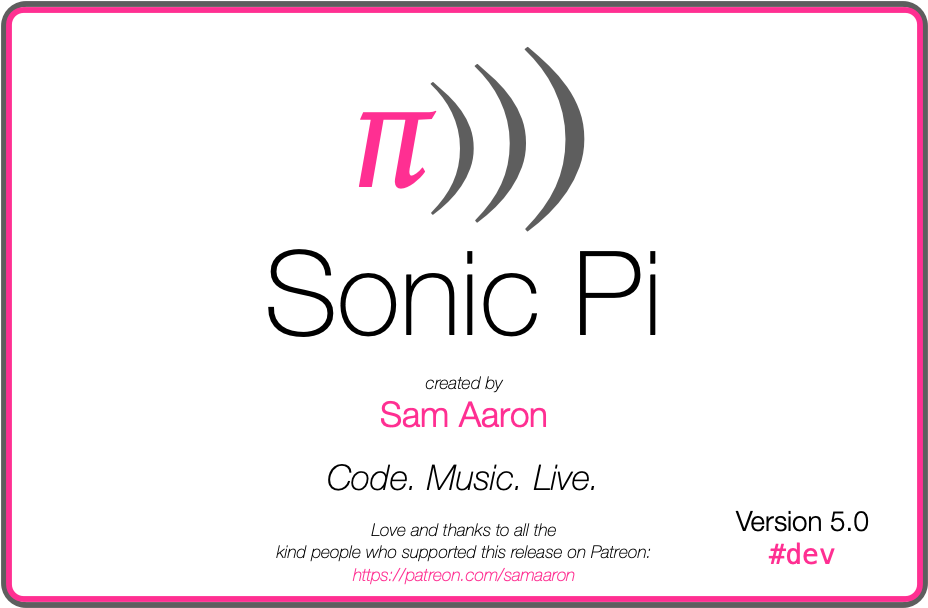 π
Sonic Pi
created by
Sam Aaron
Code. Music. Live.
Love and thanks to all the
kind people who supported this release on Patreon:
https://patreon.com/samaaron
Version 5.0
#dev